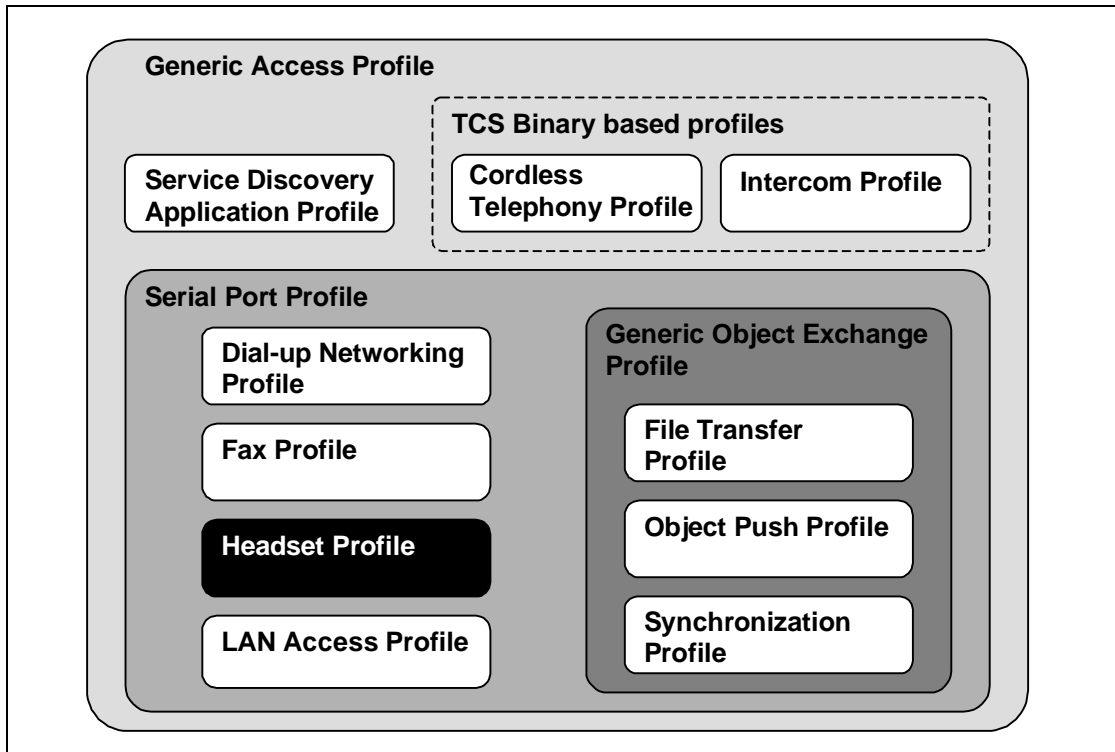 Generic Access Profile
TCS Binary based profiles
Service Discovery
Application Profile
Cordless
Telephony Profile
Intercom Profile
Serial Port Profile
Dial-up Networking
Profile
Fax Profile
Headset Profile
LAN Access Profile
Generic Object Exchange
Profile
File Transfer
Profile
Object Push Profile
Synchronization
Profile